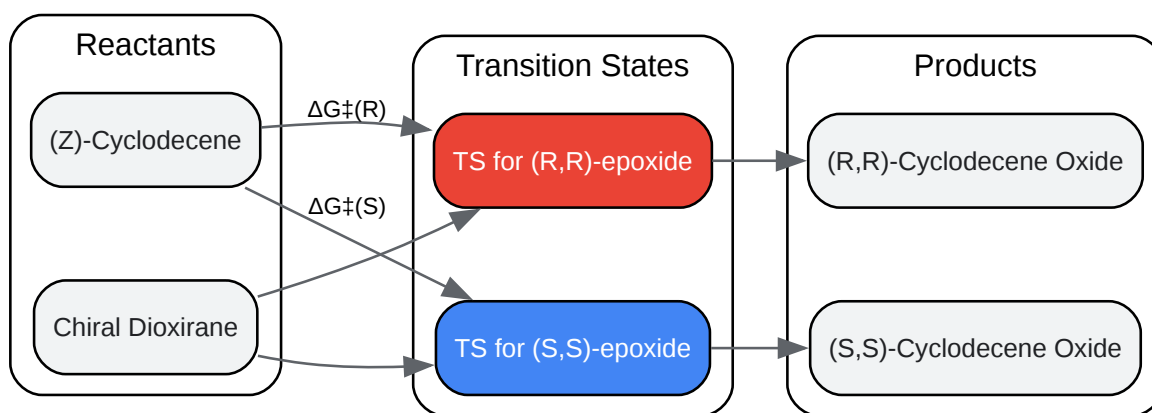 Reactants
(Z)-Cyclodecene
Chiral Dioxirane
ΔG‡(R)
ΔG‡(S)
Transition States
TS for (R,R)-epoxide
TS for (S,S)-epoxide
Products
(R,R)-Cyclodecene Oxide
(S,S)-Cyclodecene Oxide